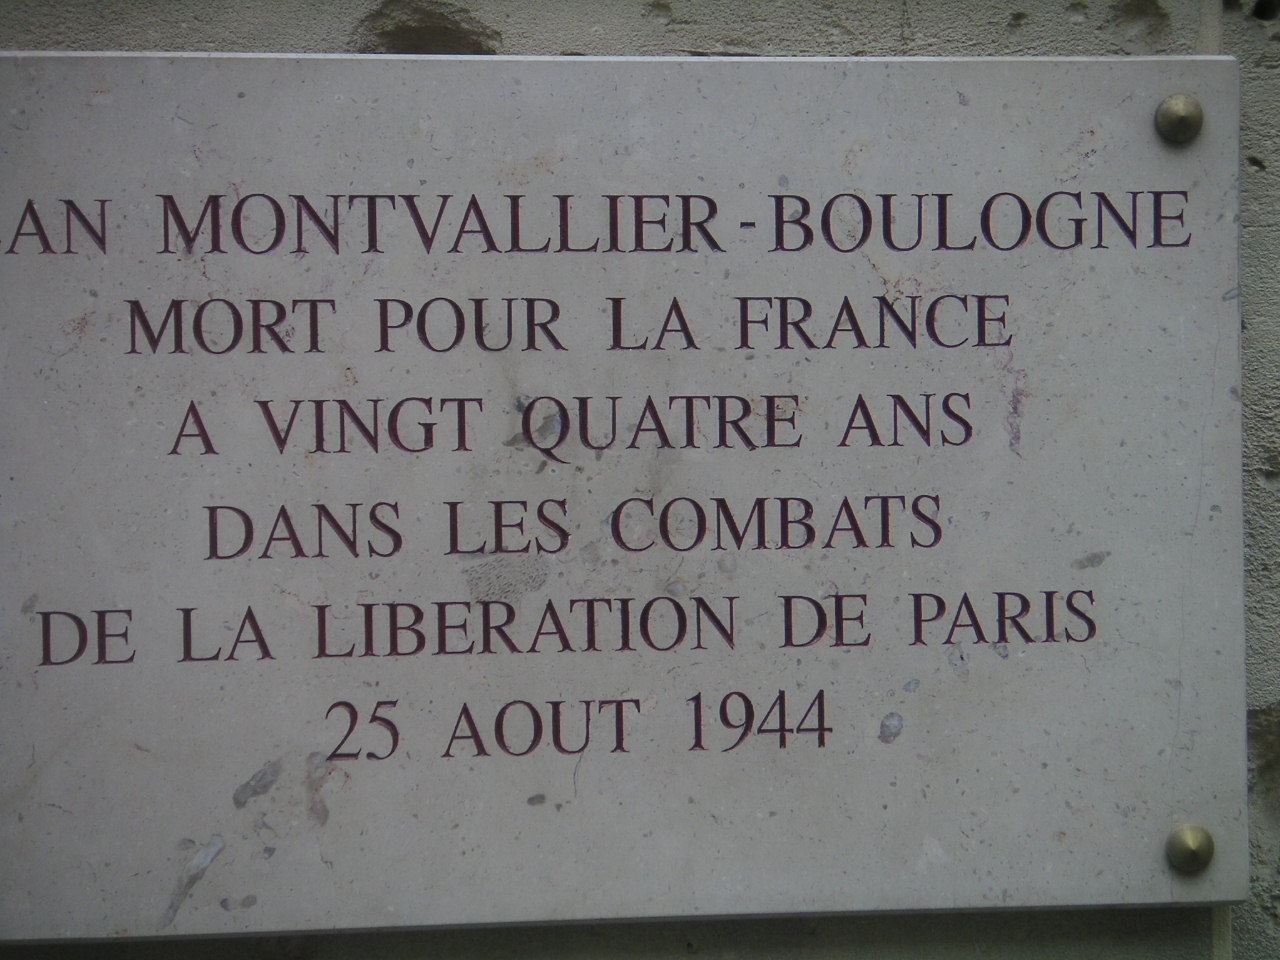 AN MONTVALLIER-BOULOGNE
MORT POUR LA FRANCE
A VINGT QUATRE ANS
DANS LES COMBATS
DE LA LIBERATION DE PARIS
25 AOUT 1944